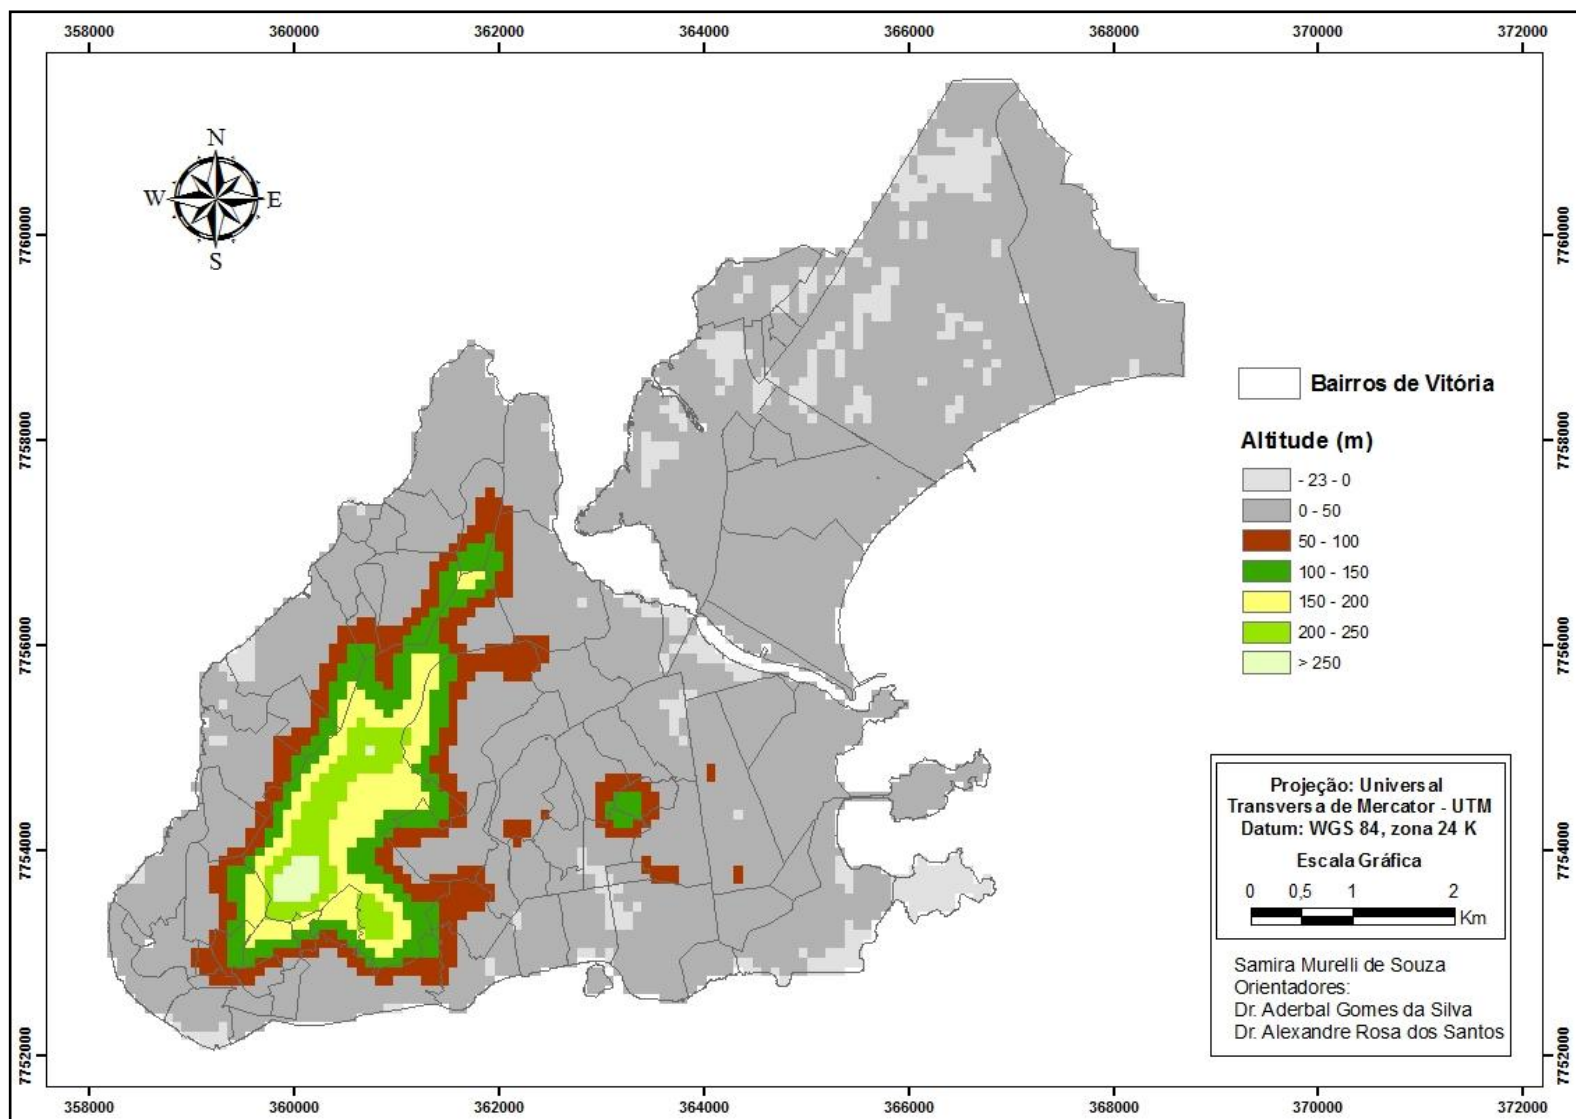 358000 360000 362000 364000 366000 368000 370000 372000
N
W E
S
7760000 7760000
7758000 7758000
7756000 7756000
7754000 7754000
7752000 7752000
Bairros de Vitória
Altitude (m)
- 23 - 0
0 - 50
50 - 100
100 - 150
150 - 200
200 - 250
> 250
Projeção: Universal
Transversa de Mercator - UTM
Datum: WGS 84, zona 24 K
Escala Gráfica
0 0,5 1 2
Km
Samira Murelli de Souza
Orientadores:
Dr. Aderbal Gomes da Silva
Dr. Alexandre Rosa dos Santos
358000 360000 362000 364000 366000 368000 370000 372000